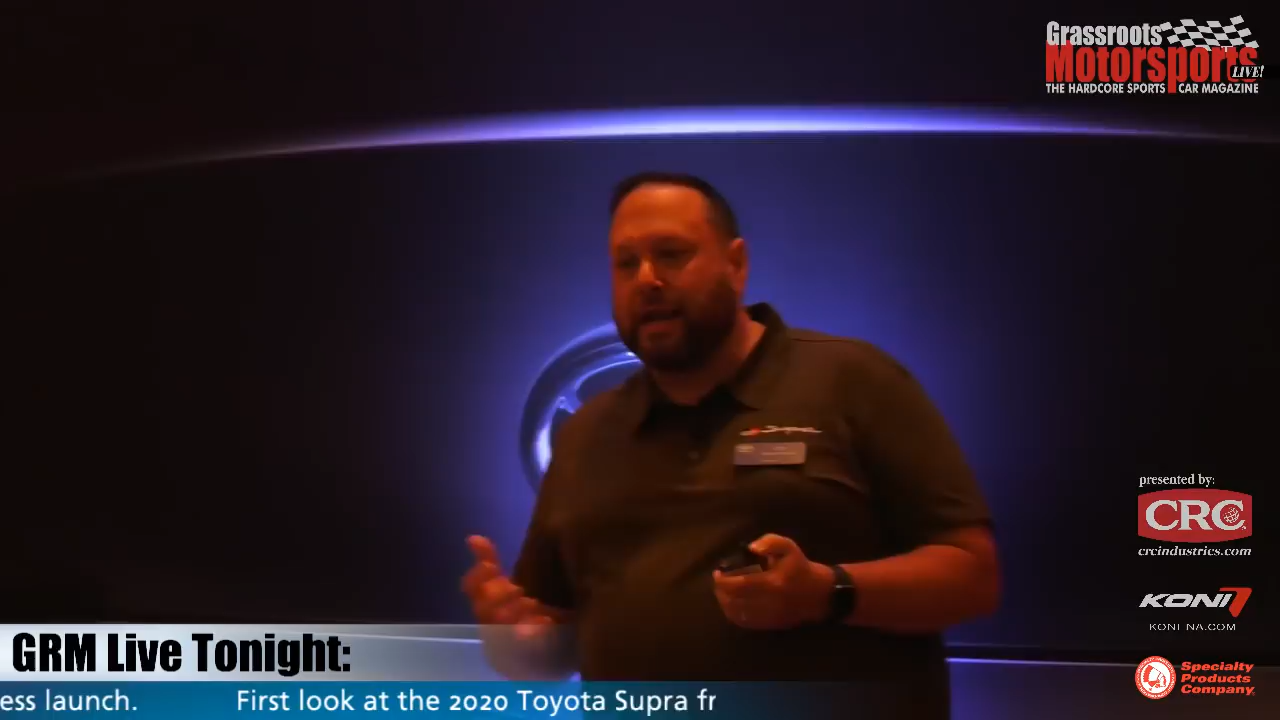 Grassroots
Motorsports
LIVE!
THE HARDCORE SPORTS CAR MAGAZINE
Supra
presented by:
CRC
crcindustries.com
KONI
KONI-NA.COM
Specialty
Products
Company
GRM Live Tonight:
ess launch. First look at the 2020 Toyota Supra fr